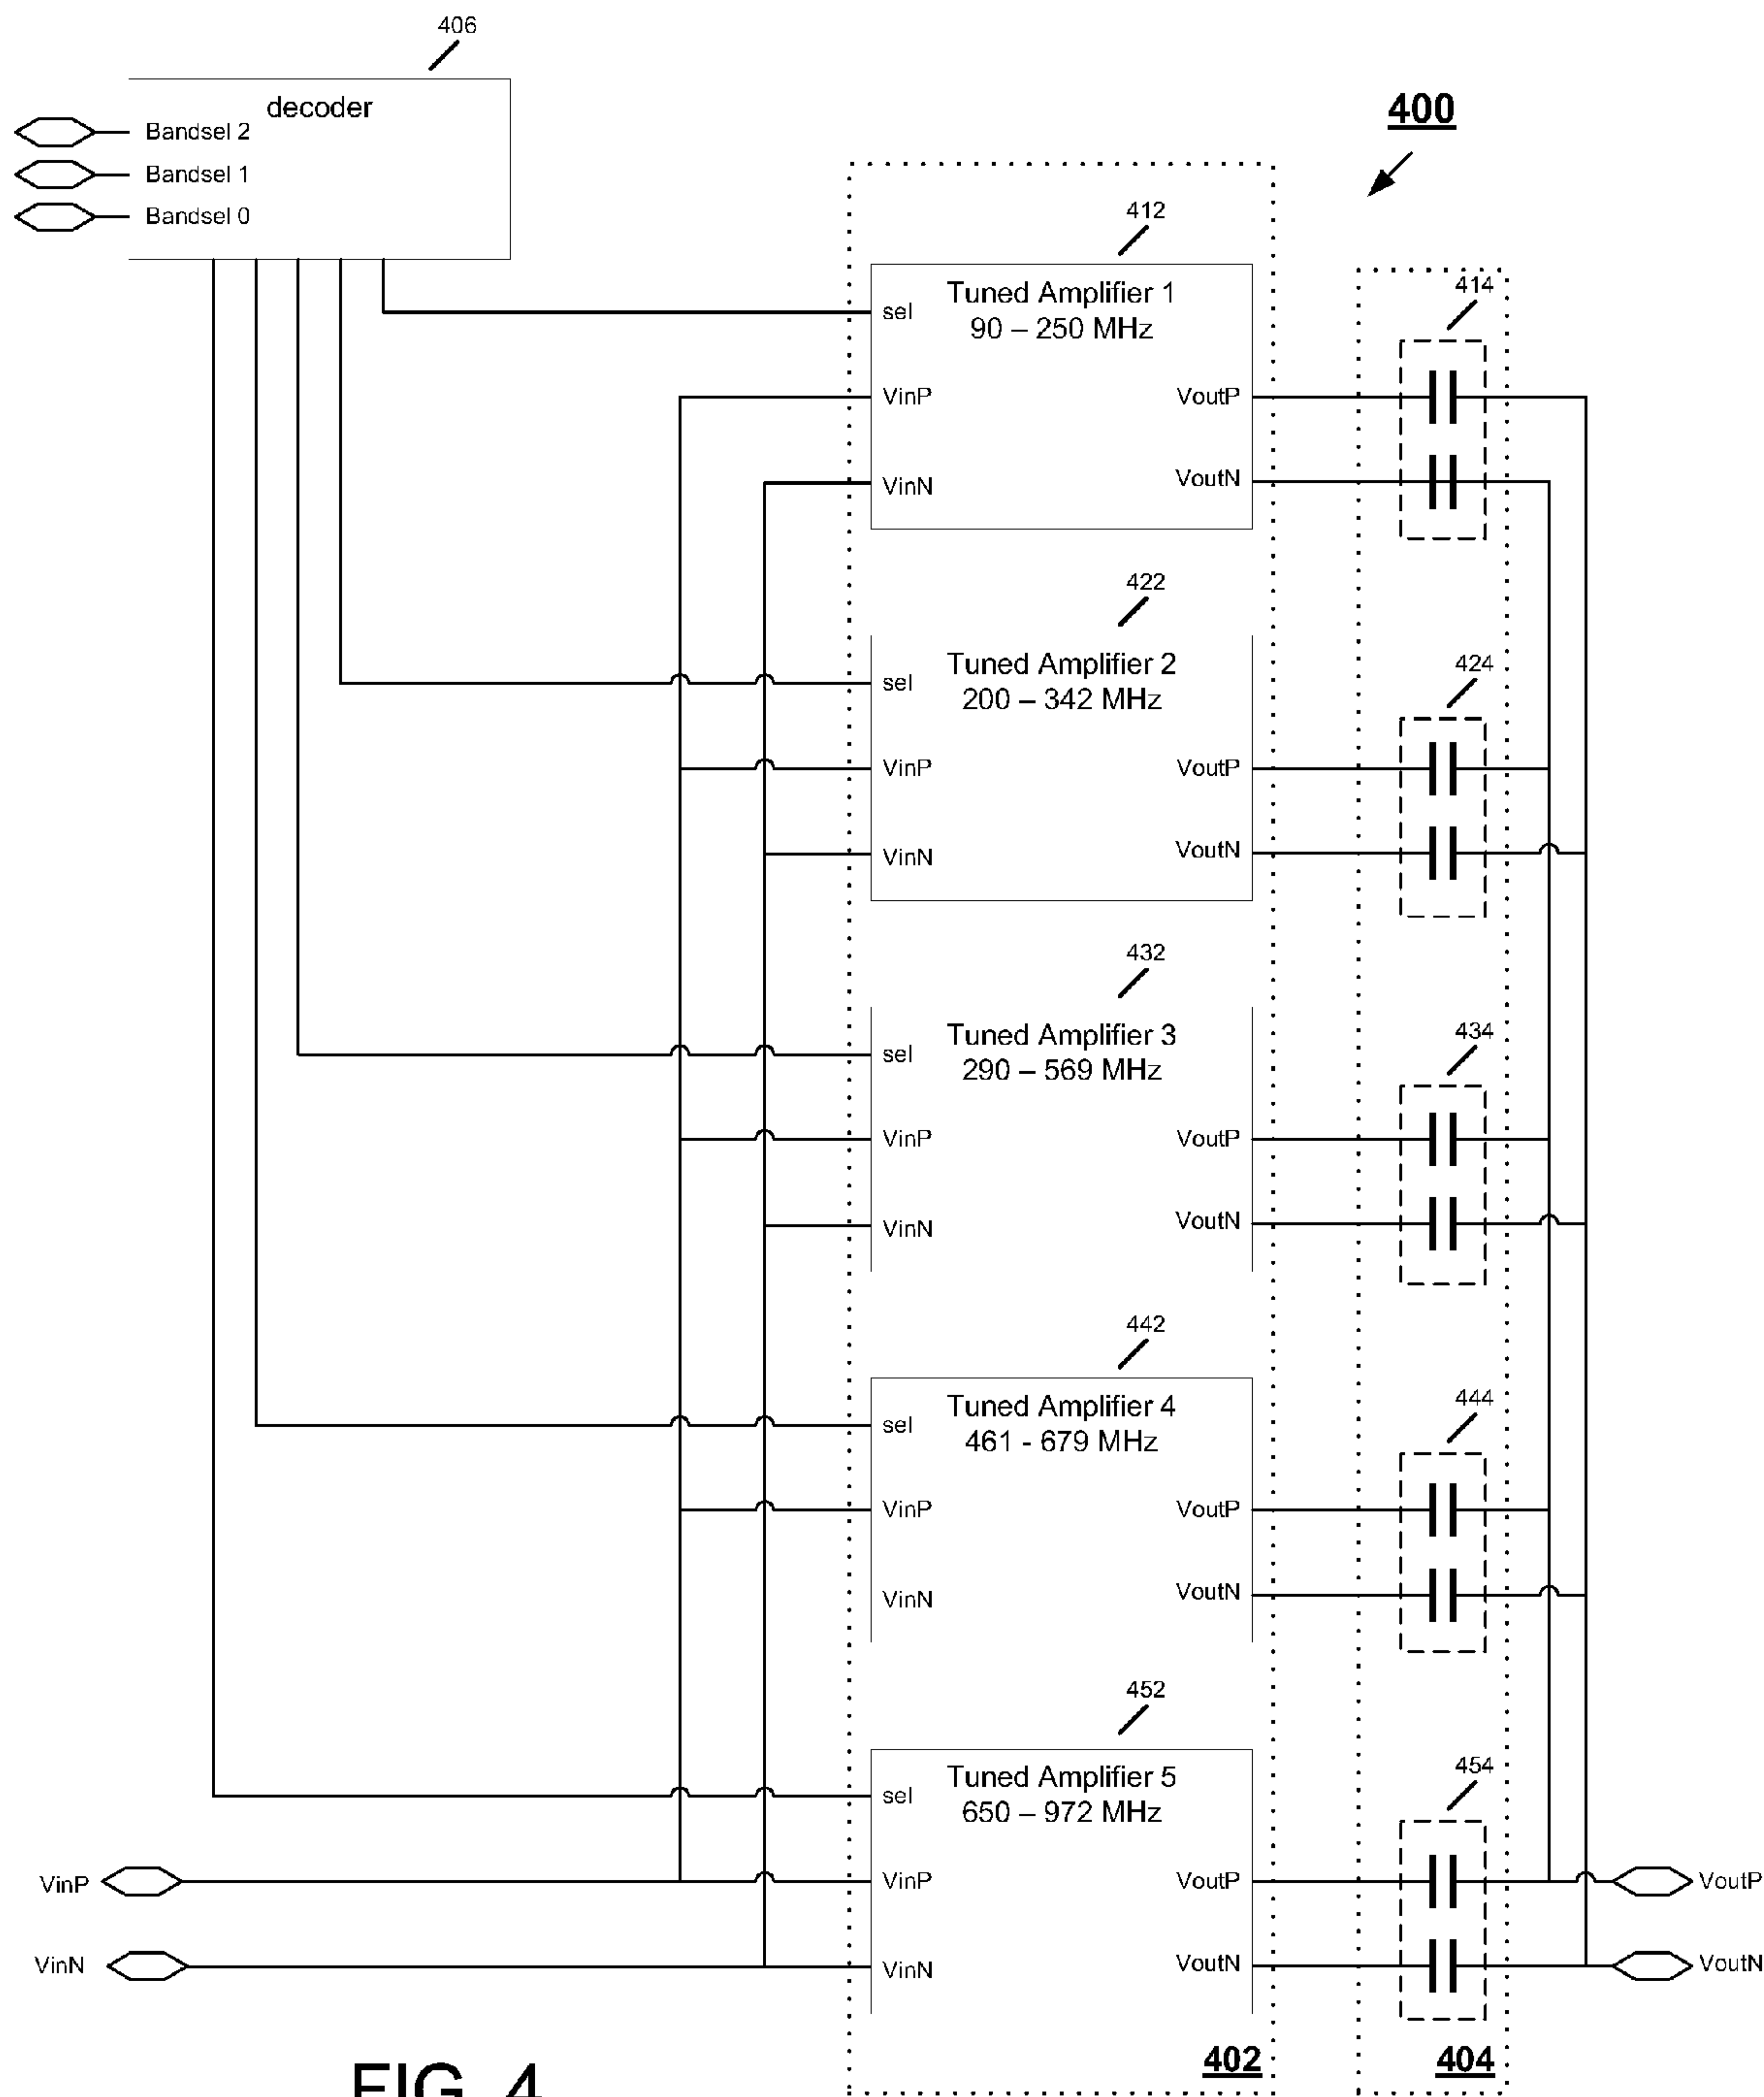 406
decoder
Bandsel 2
Bandsel 1
Bandsel 0
400
412
Tuned Amplifier 1
90 – 250 MHz
sel
VinP
VinN
VoutP
VoutN
414
422
Tuned Amplifier 2
200 – 342 MHz
sel
VinP
VinN
VoutP
VoutN
424
432
Tuned Amplifier 3
290 – 569 MHz
sel
VinP
VinN
VoutP
VoutN
434
442
Tuned Amplifier 4
461 - 679 MHz
sel
VinP
VinN
VoutP
VoutN
444
452
Tuned Amplifier 5
650 – 972 MHz
sel
VinP
VinN
VoutP
VoutN
454
VinP
VinN
VoutP
VoutN
402
404
FIG. 4